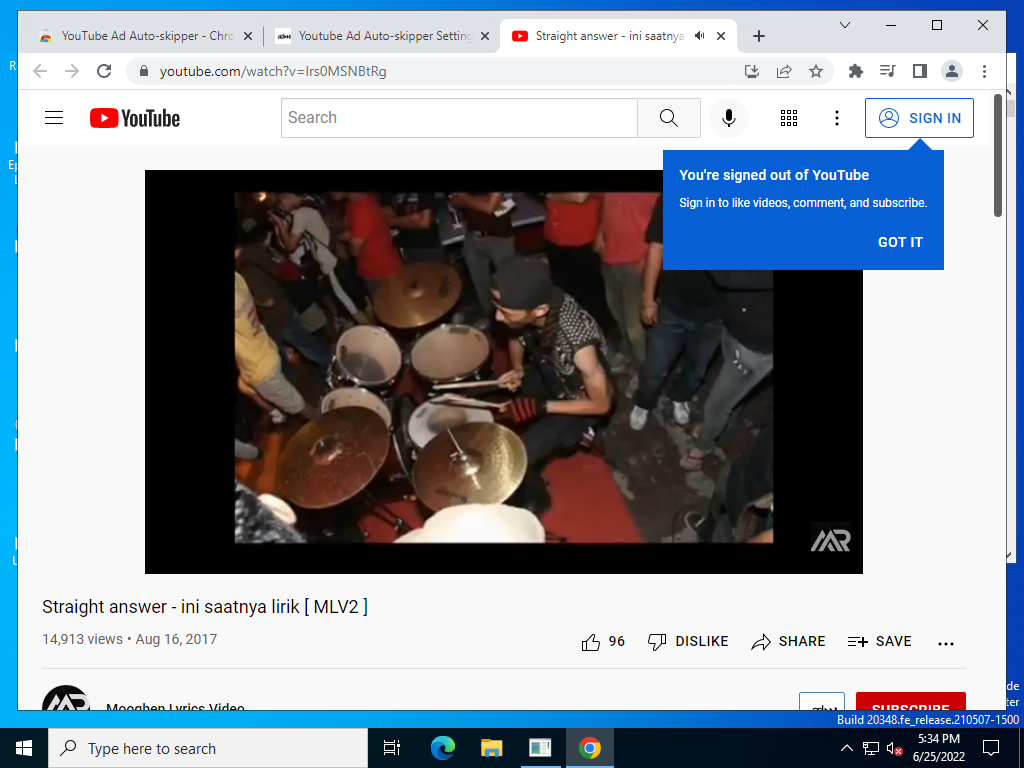 YouTube Ad Auto-skipper - Chro
Youtube Ad Auto-skipper Setting
Straight answer - ini saatnya
youtube.com/watch?v=Irs0MSNBtRg
YouTube
Search
SIGN IN
You're signed out of YouTube
Sign in to like videos, comment, and subscribe.
GOT IT
MR
Straight answer - ini saatnya lirik [ MLV2 ]
14,913 views • Aug 16, 2017
96
DISLIKE
SHARE
SAVE
Mooghen Lyrics Video
SUBSCRIBE
Build 20348.fe_release.210507-1500
Type here to search
5:34 PM
6/25/2022